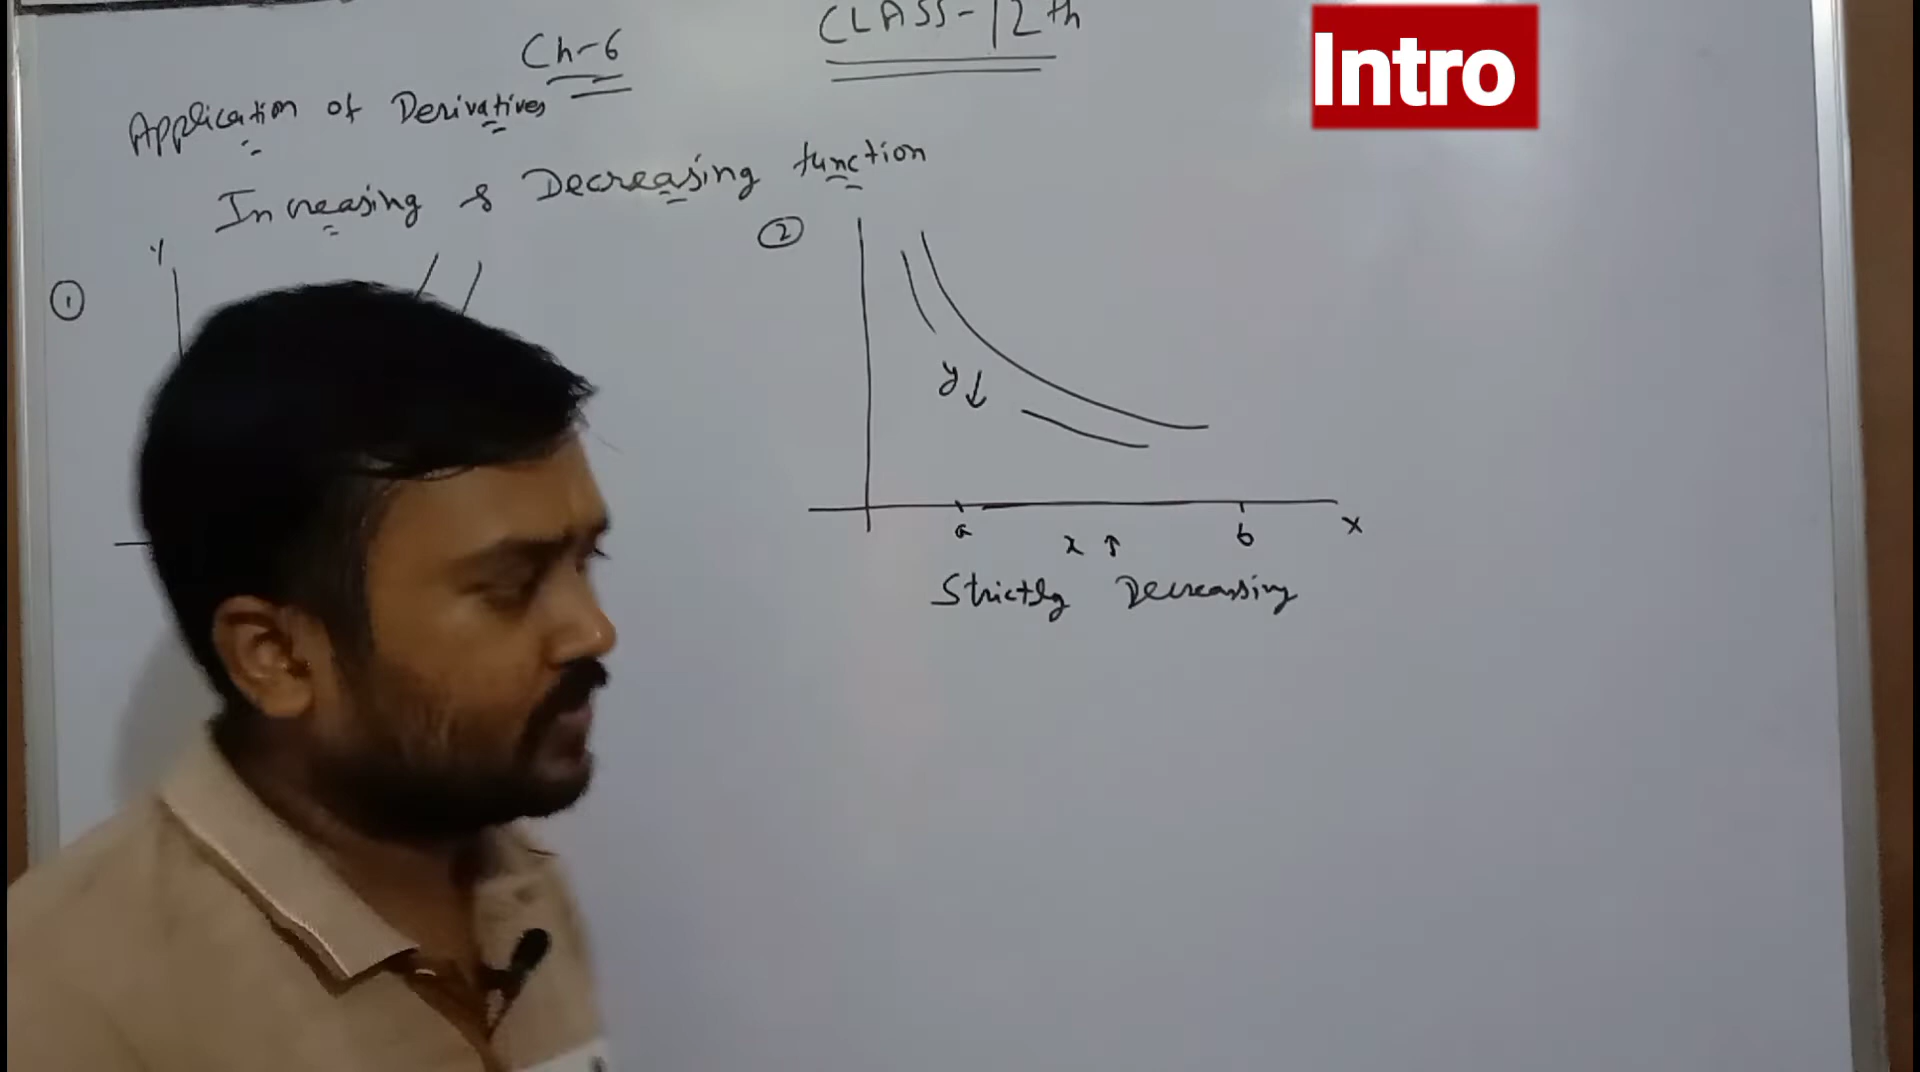 CLASS-12th
Intro
Ch-6
Application of Derivatives
Increasing & Decreasing function
①
y
②
y↓
a
x ↑
b
x
Strictly Decreasing